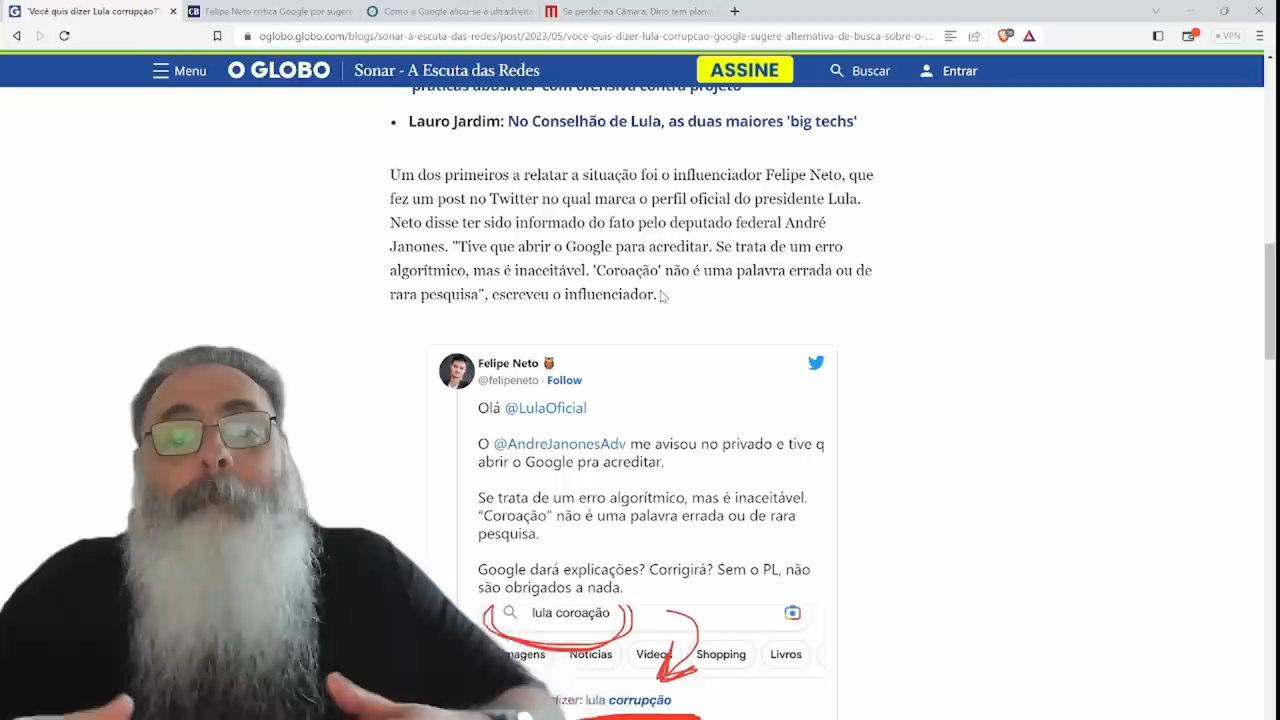 'Você quis dizer Lula corrupção?'
Felipe Neto critica Google por sugeri
Como o Google aliou-se à ultradireita
Se perder na Câmara, Dino tem plano
oglobo.globo.com/blogs/sonar-a-escuta-das-redes/post/2023/05/voce-quis-dizer-lula-corrupcao-google-sugere-alternativa-de-busca-sobre-o-...
VPN
Menu
O GLOBO
Sonar - A Escuta das Redes
ASSINE
Buscar
Entrar
práticas abusivas' com ofensiva contra projeto
• Lauro Jardim: No Conselhão de Lula, as duas maiores 'big techs'
Um dos primeiros a relatar a situação foi o influenciador Felipe Neto, que
fez um post no Twitter no qual marca o perfil oficial do presidente Lula.
Neto disse ter sido informado do fato pelo deputado federal André
Janones. "Tive que abrir o Google para acreditar. Se trata de um erro
algorítmico, mas é inaceitável. 'Coroação' não é uma palavra errada ou de
rara pesquisa", escreveu o influenciador.
Felipe Neto
@felipeneto · Follow
Olá @LulaOficial
O @AndreJanonesAdv me avisou no privado e tive q
abrir o Google pra acreditar.
Se trata de um erro algorítmico, mas é inaceitável.
"Coroação" não é uma palavra errada ou de rara
pesquisa.
Google dará explicações? Corrigirá? Sem o PL, não
são obrigados a nada.
lula coroação
magens
Notícias
Vídeos
Shopping
Livros
dizer: lula corrupção